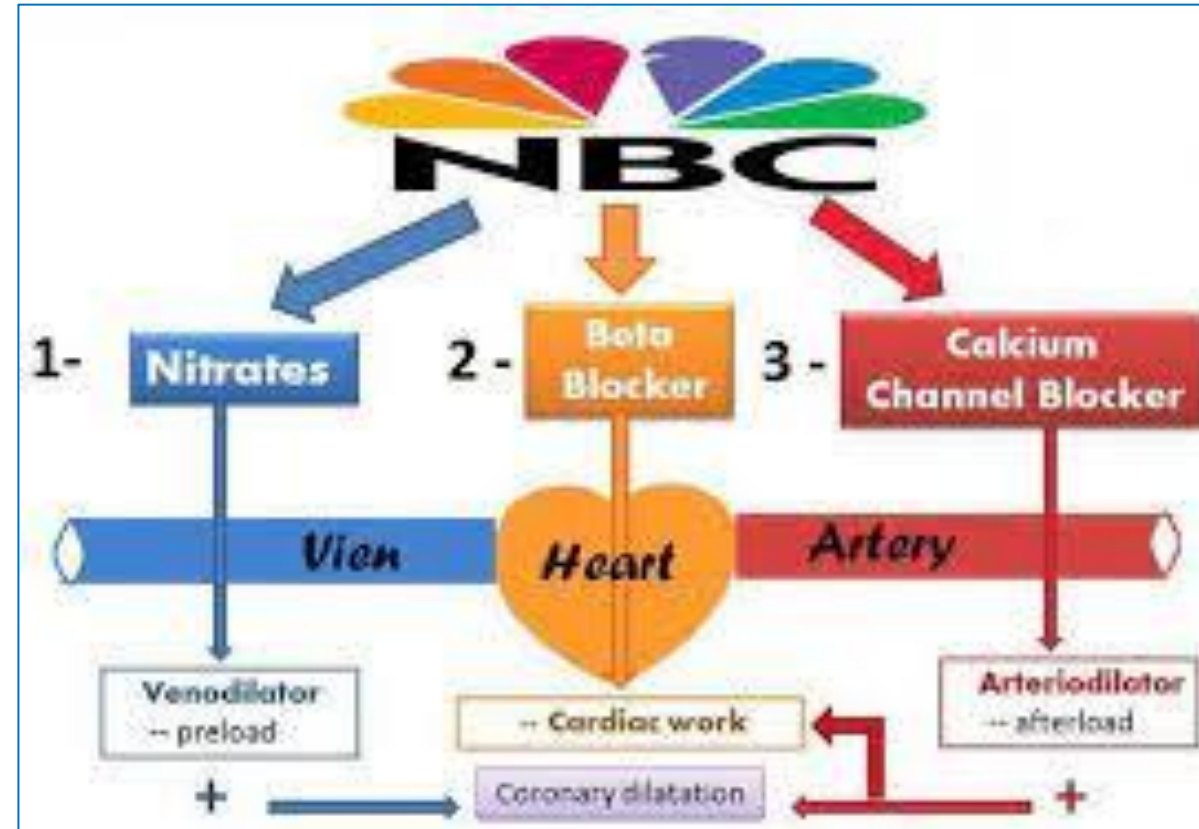 NBC
1-
Nitrates
2 -
Beta
Blocker
3 -
Calcium
Channel Blocker
Vien
Heart
Artery
Venodilator
-- preload
-- Cardiac work
Arteriodilator
-- afterload
+
Coronary dilatation
+